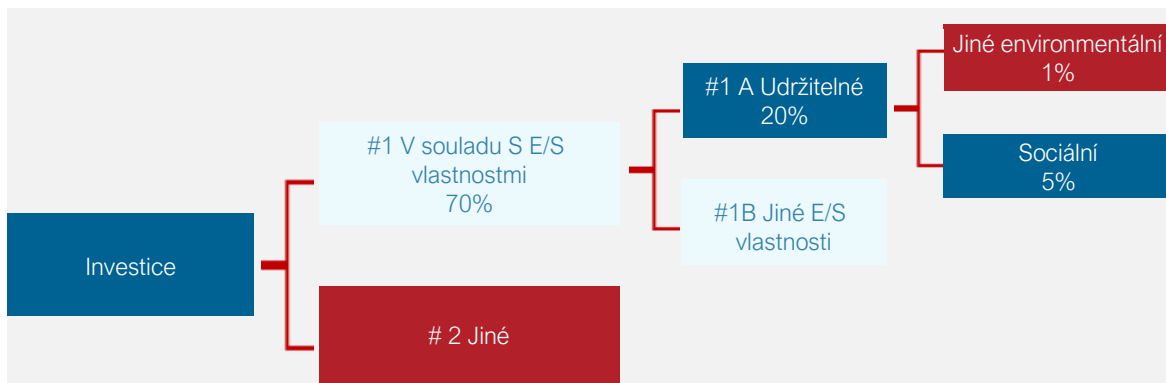 Jiné environmentální
1%
#1 A Udržitelné
20%
#1 V souladu S E/S
vlastnostmi
70%
Sociální
5%
#1B Jiné E/S
vlastnosti
Investice
# 2 Jiné